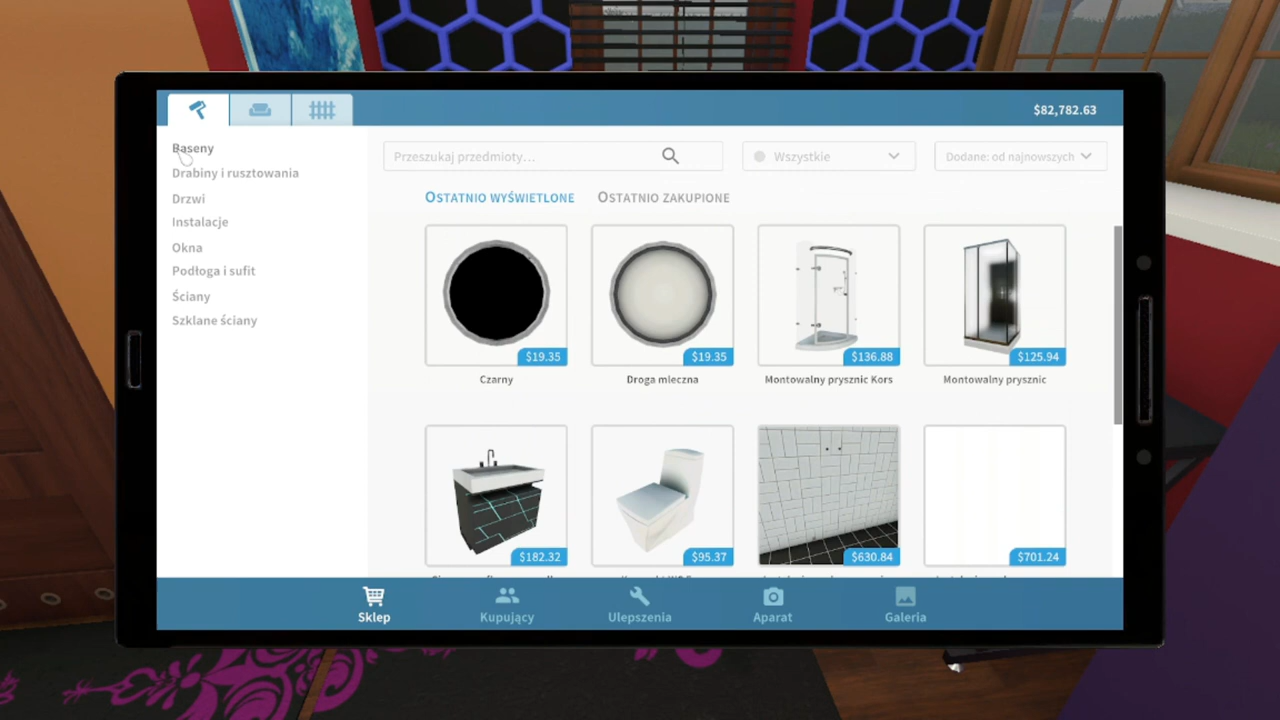 $82,782.63
Baseny
Drabiny i rusztowania
Drzwi
Instalacje
Okna
Podłoga i sufit
Ściany
Szklane ściany
Przeszukaj przedmioty...
Wszystkie
Dodane: od najnowszych
OSTATNIO WYŚWIETLONE
OSTATNIO ZAKUPIONE
$19.35
$19.35
$136.88
$125.94
Czarny
Droga mleczna
Montowalny prysznic Kors
Montowalny prysznic
$182.32
$95.37
$630.84
$701.24
Sklep
Kupujący
Ulepszenia
Aparat
Galeria